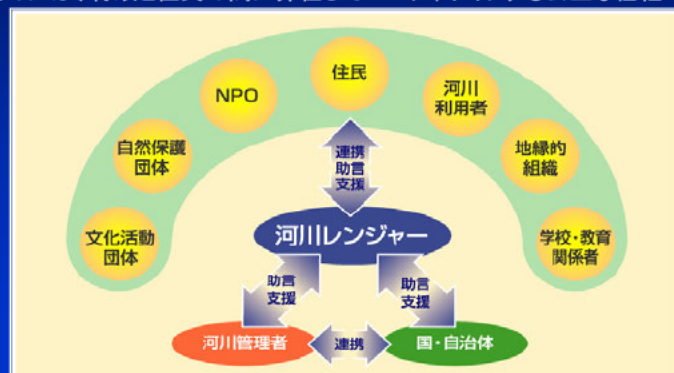 住民
NPO
河川
利用者
自然保護
団体
地縁的
組織
文化活動
団体
学校・教育
関係者
連携
助言
支援
河川レンジャー
助言
支援
助言
支援
河川管理者
連携
国・自治体